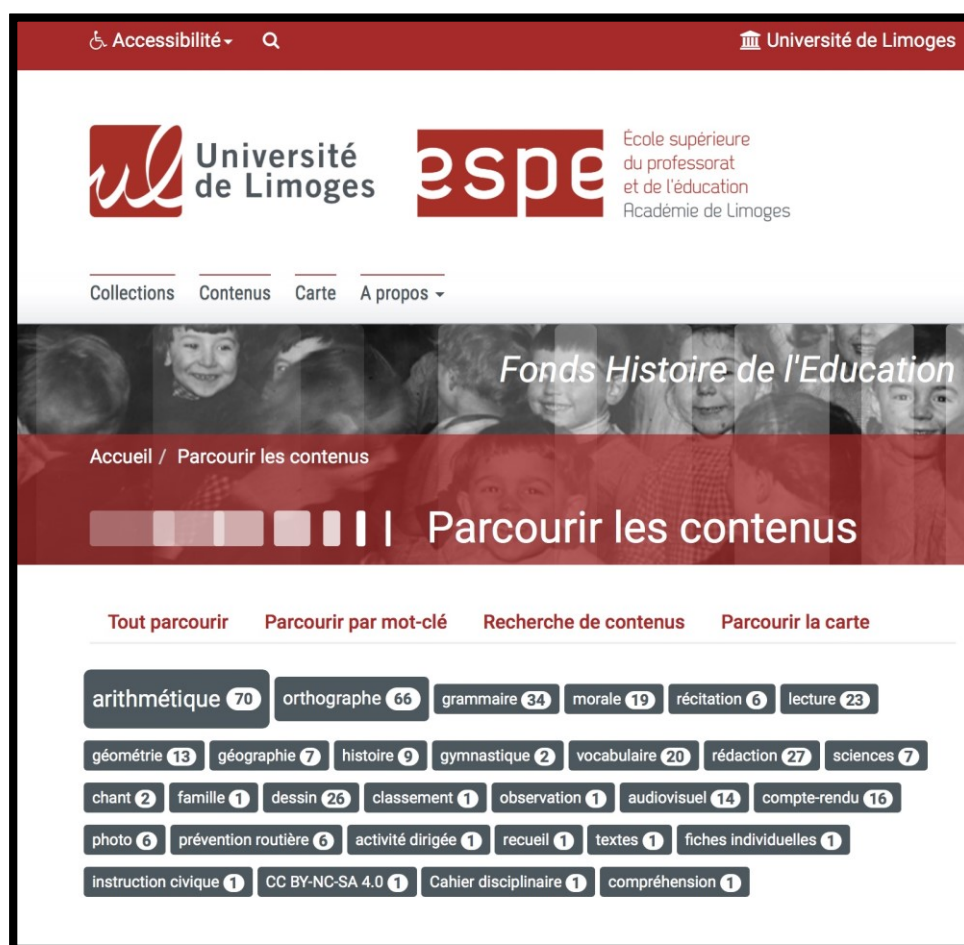 Accessibilité
Université de Limoges
Université
de Limoges
espe
École supérieure
du professorat
et de l'éducation
Académie de Limoges
Collections Contenus Carte A propos
Fonds Histoire de l'Education
Accueil / Parcourir les contenus
Parcourir les contenus
Tout parcourir Parcourir par mot-clé Recherche de contenus Parcourir la carte
arithmétique 70 orthographe 66 grammaire 34 morale 19 récitation 6 lecture 23
géométrie 13 géographie 7 histoire 9 gymnastique 2 vocabulaire 20 rédaction 27 sciences 7
chant 2 famille 1 dessin 26 classement 1 observation 1 audiovisuel 14 compte-rendu 16
photo 6 prévention routière 6 activité dirigée 1 recueil 1 textes 1 fiches individuelles 1
instruction civique 1 CC BY-NC-SA 4.0 1 Cahier disciplinaire 1 compréhension 1